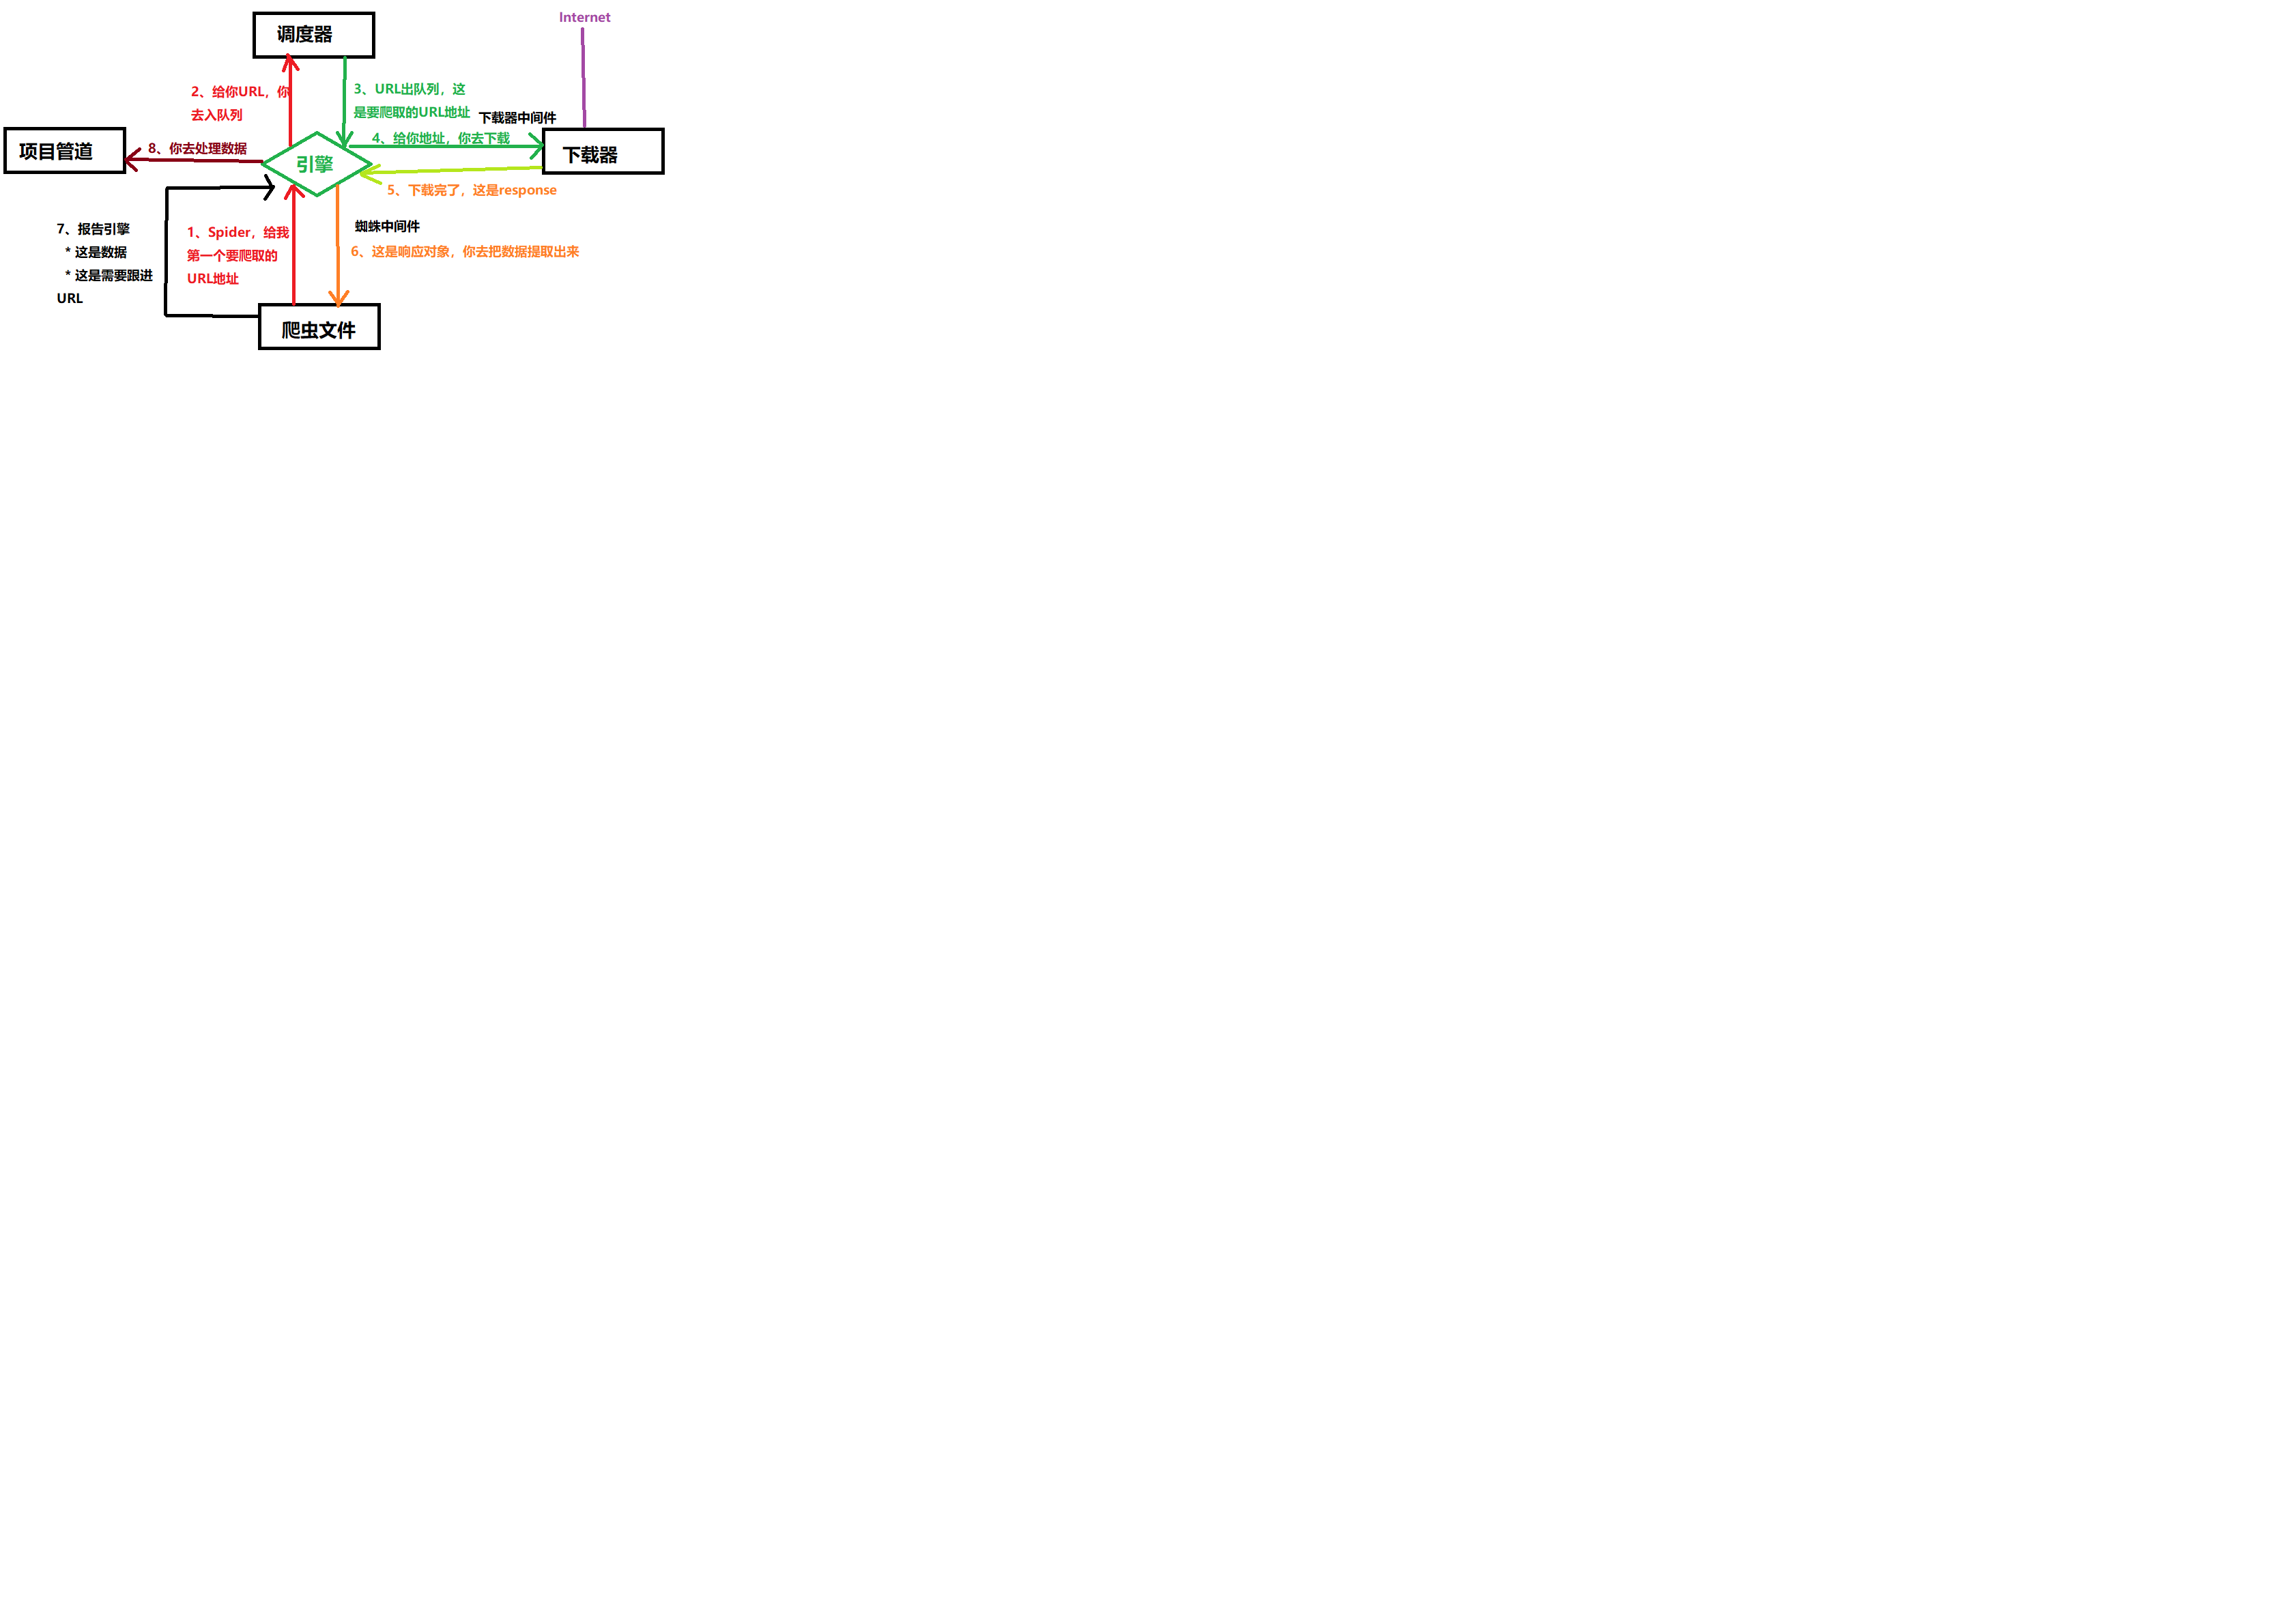 调度器
Internet
2、给你URL，你
去入队列
3、URL出队列，这
是要爬取的URL地址
下载器中间件
4、给你地址，你去下载
项目管道
8、你去处理数据
引擎
下载器
5、下载完了，这是response
7、报告引擎
* 这是数据
* 这是需要跟进
URL
1、Spider，给我
第一个要爬取的
URL地址
蜘蛛中间件
6、这是响应对象，你去把数据提取出来
爬虫文件